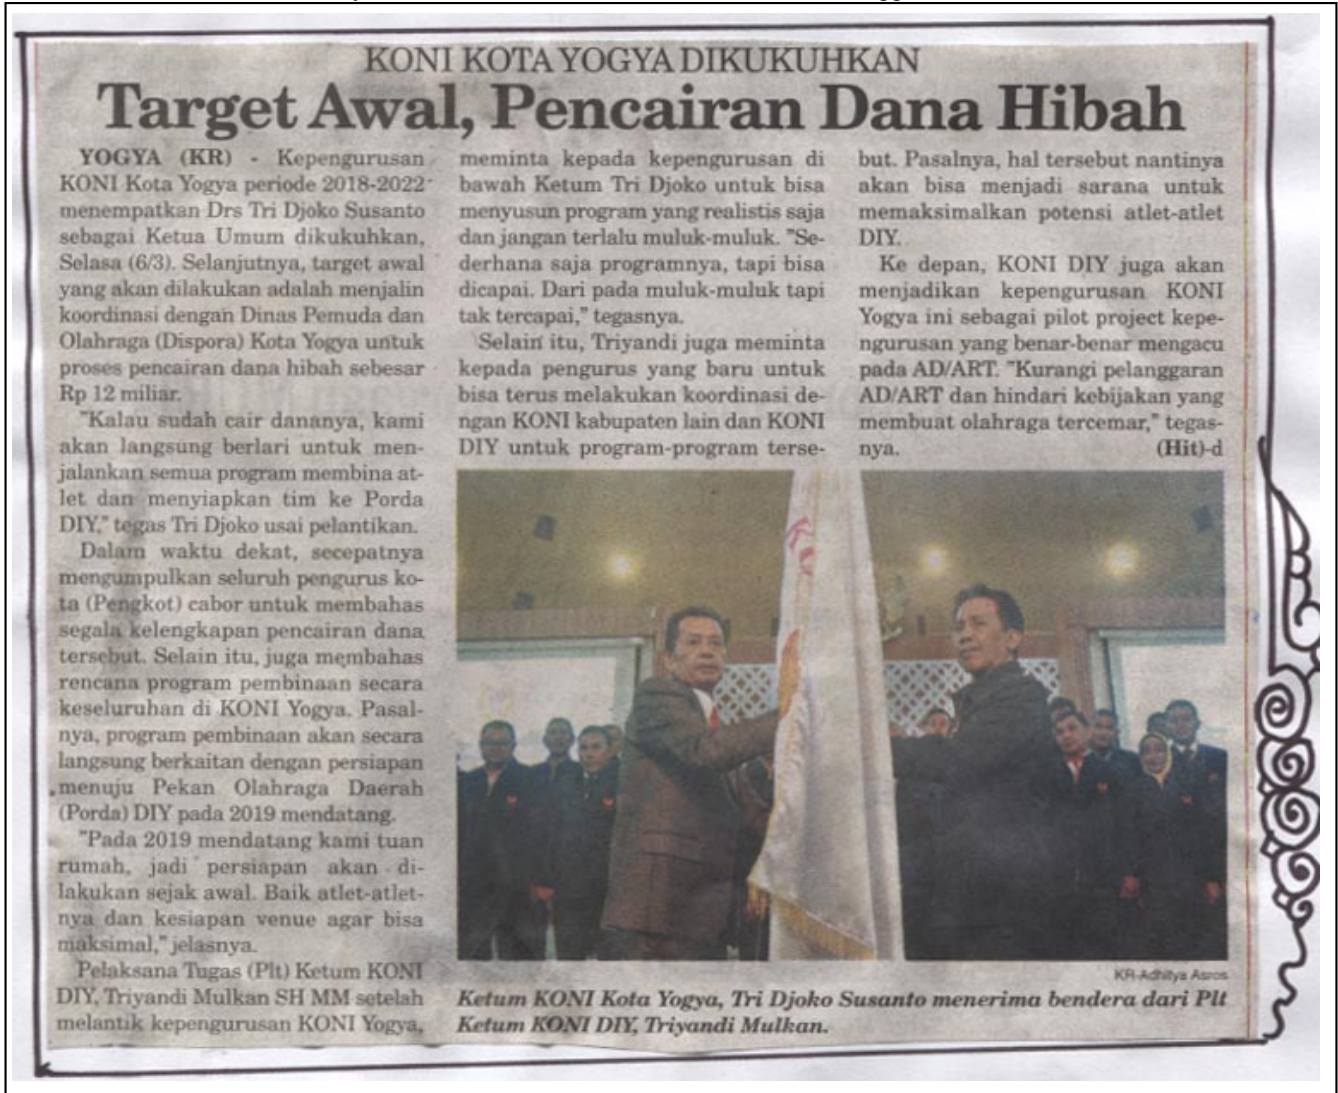 KONI KOTA YOGYA DIKUKUHKAN
Target Awal, Pencairan Dana Hibah
YOGYA (KR) - Kepengurusan
KONI Kota Yogya periode 2018-2022
menempatkan Drs Tri Djoko Susanto
sebagai Ketua Umum dikukuhkan,
Selasa (6/3). Selanjutnya, target awal
yang akan dilakukan adalah menjalin
koordinasi dengan Dinas Pemuda dan
Olahraga (Dispora) Kota Yogya untuk
proses pencairan dana hibah sebesar
Rp 12 miliar.
"Kalau sudah cair dananya, kami
akan langsung berlari untuk men-
jalankan semua program membina at-
let dan menyiapkan tim ke Porda
DIY," tegas Tri Djoko usai pelantikan.
Dalam waktu dekat, secepatnya
mengumpulkan seluruh pengurus ko-
ta (Pengkot) cabor untuk membahas
segala kelengkapan pencairan dana
tersebut. Selain itu, juga membahas
rencana program pembinaan secara
keseluruhan di KONI Yogya. Pasal-
nya, program pembinaan akan secara
langsung berkaitan dengan persiapan
menuju Pekan Olahraga Daerah
(Porda) DIY pada 2019 mendatang.
"Pada 2019 mendatang kami tuan
rumah, jadi persiapan akan di-
lakukan sejak awal. Baik atlet-atlet-
nya dan kesiapan venue agar bisa
maksimal," jelasnya.
Pelaksana Tugas (Plt) Ketum KONI
DIY, Triyandi Mulkan SH MM setelah
melantik kepengurusan KONI Yogya,
meminta kepada kepengurusan di
bawah Ketum Tri Djoko untuk bisa
menyusun program yang realistis saja
dan jangan terlalu muluk-muluk. "Se-
derhana saja programnya, tapi bisa
dicapai. Dari pada muluk-muluk tapi
tak tercapai," tegasnya.
Selain itu, Triyandi juga meminta
kepada pengurus yang baru untuk
bisa terus melakukan koordinasi de-
ngan KONI kabupaten lain dan KONI
DIY untuk program-program terse-
but. Pasalnya, hal tersebut nantinya
akan bisa menjadi sarana untuk
memaksimalkan potensi atlet-atlet
DIY.
Ke depan, KONI DIY juga akan
menjadikan kepengurusan KONI
Yogya ini sebagai pilot project kepe-
ngurusan yang benar-benar mengacu
pada AD/ART. "Kurangi pelanggaran
AD/ART dan hindari kebijakan yang
membuat olahraga tercemar," tegas-
nya. (Hit)-d
KR-Adhitya Asros
Ketum KONI Kota Yogya, Tri Djoko Susanto menerima bendera dari Plt
Ketum KONI DIY, Triyandi Mulkan.